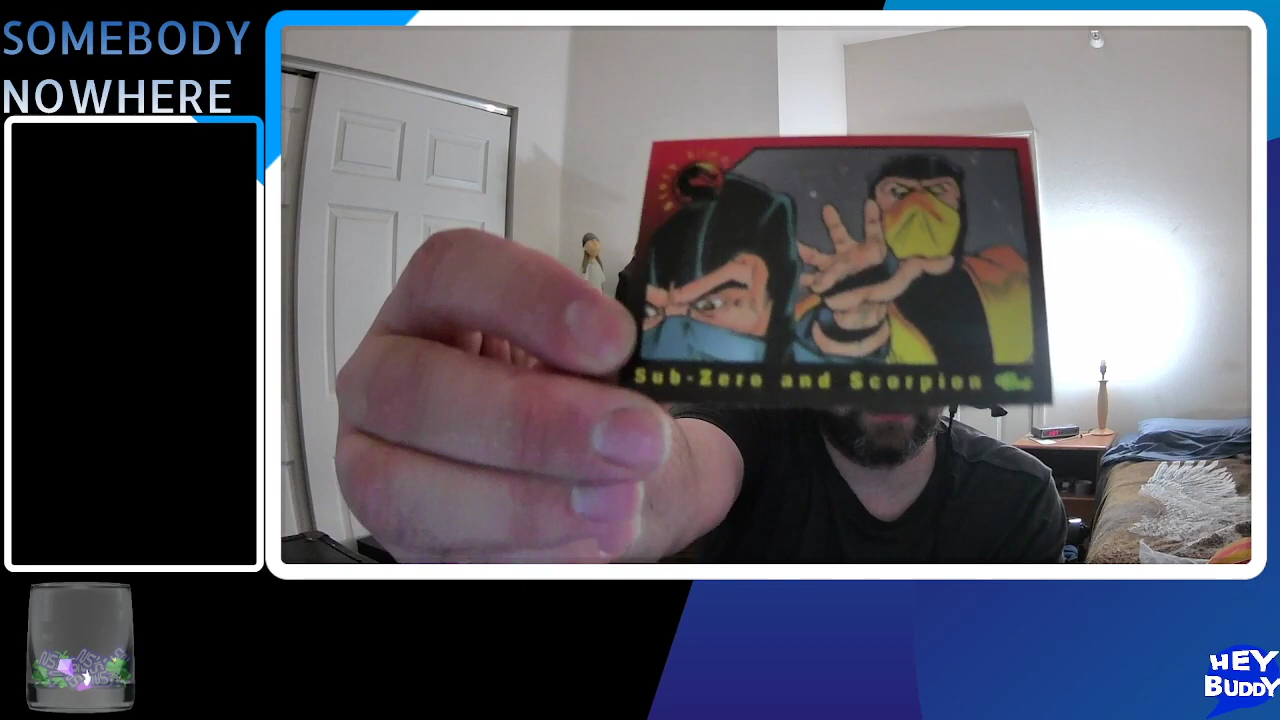 SOMEBODY
NOWHERE
Sub-Zero and Scorpion
HEY
BUDDY